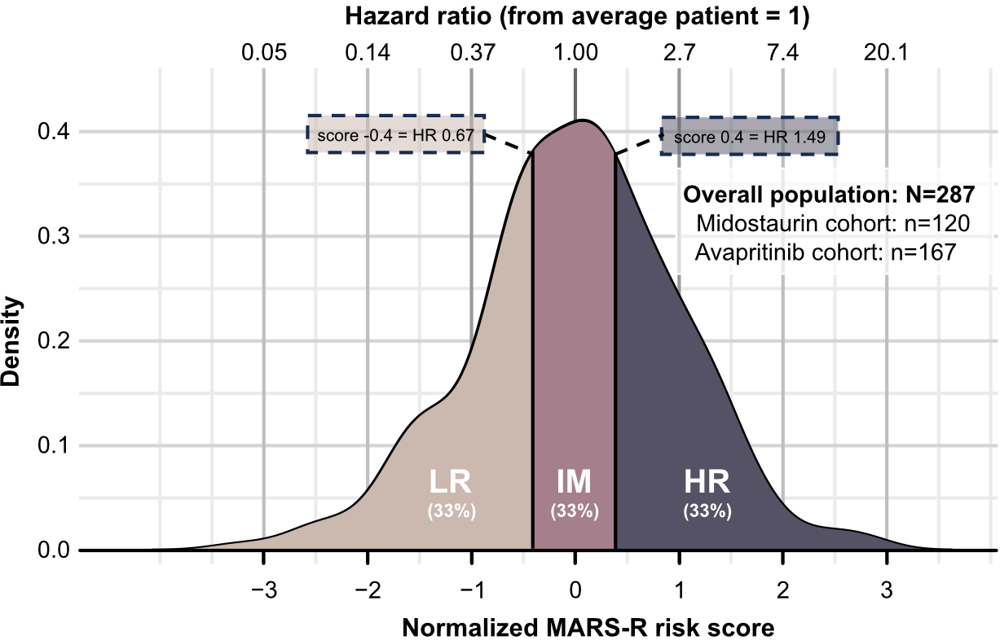 Hazard ratio (from average patient = 1)
0.05 0.14 0.37 1.00 2.7 7.4 20.1
0.4
score -0.4 = HR 0.67
score 0.4 = HR 1.49
Overall population: N=287
Midostaurin cohort: n=120
Avapritinib cohort: n=167
0.3
Density
0.2
0.1
LR
(33%)
IM
(33%)
HR
(33%)
0.0
−3 −2 −1 0 1 2 3
Normalized MARS-R risk score